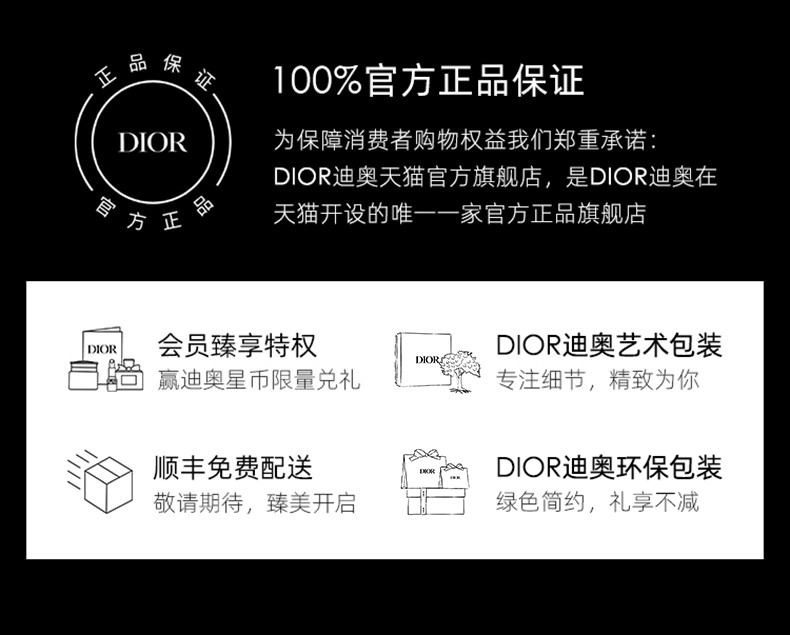 正品保证
DIOR
官方正品
100%官方正品保证
为保障消费者购物权益我们郑重承诺：
DIOR迪奥天猫官方旗舰店，是DIOR迪奥在
天猫开设的唯一一家官方正品旗舰店
DIOR
会员臻享特权
赢迪奥星币限量兑礼
DIOR
DIOR迪奥艺术包装
专注细节，精致为你
顺丰免费配送
敬请期待，臻美开启
DIOR
DIOR
DIOR迪奥环保包装
绿色简约，礼享不减